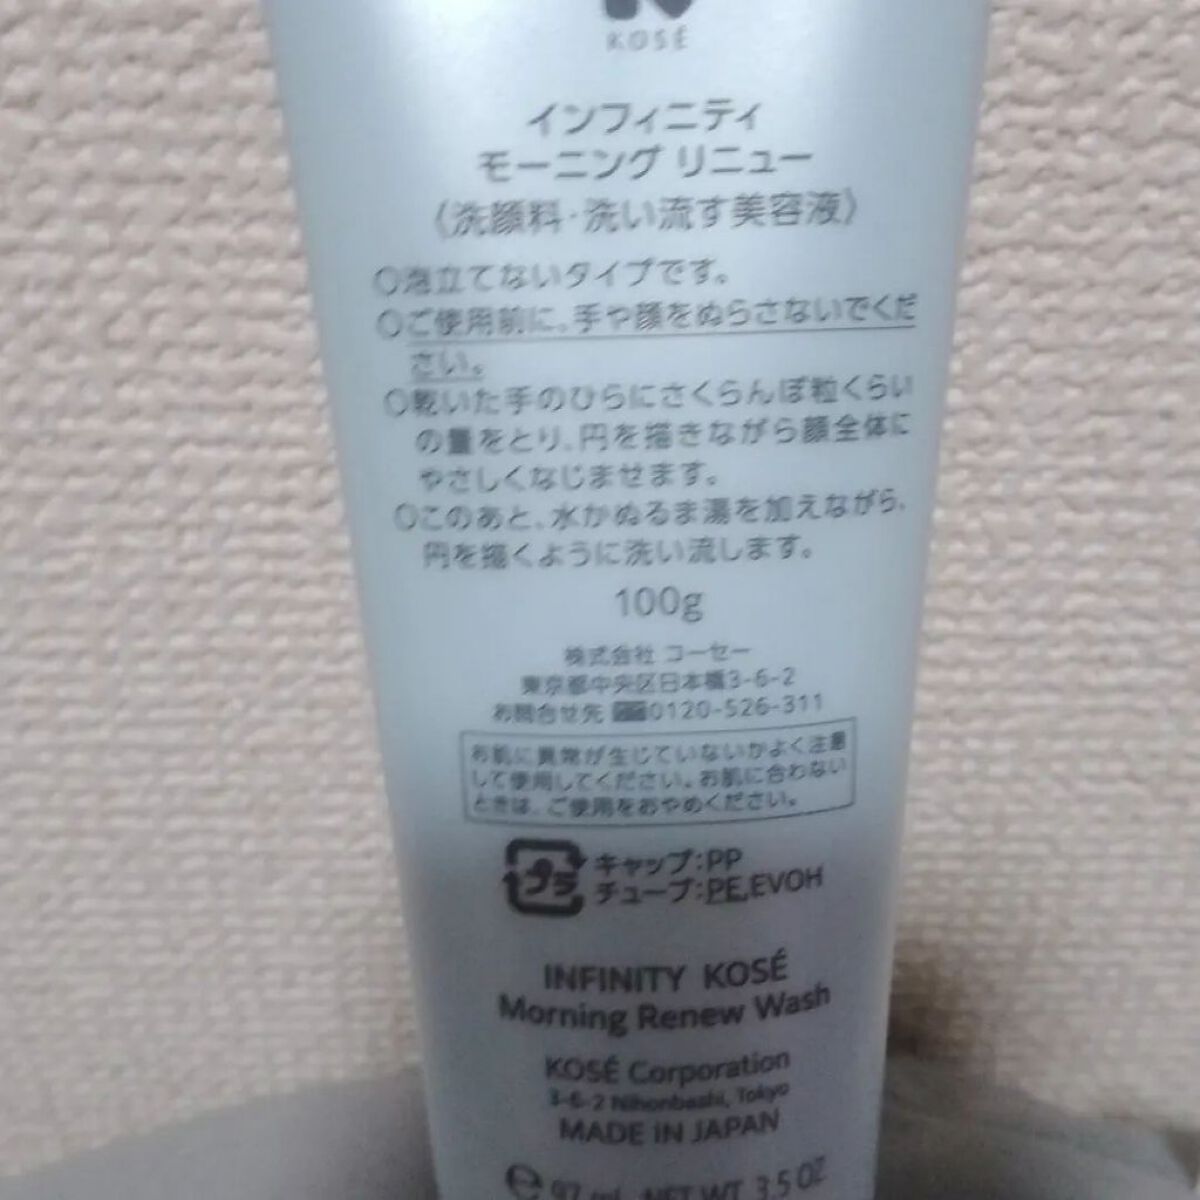 KOSÉ
インフィニティ
モーニング リニュー
〈洗顔料・洗い流す美容液〉
○泡立てないタイプです。
○ご使用前に、手や顔をぬらさないでくだ
さい。
○乾いた手のひらにさくらんぼ粒くらい
の量をとり、円を描きながら顔全体に
やさしくなじませます。
○このあと、水かぬるま湯を加えながら、
円を描くように洗い流します。
100g
株式会社 コーセー
東京都中央区日本橋3-6-2
お問合せ先 0120-526-311
お肌に異常が生じていないかよく注意
して使用してください。お肌に合わない
ときは、ご使用をおやめください。
プラ キャップ:PP
チューブ:PE,EVOH
INFINITY KOSÉ
Morning Renew Wash
KOSÉ Corporation
3-6-2 Nihonbashi, Tokyo
MADE IN JAPAN
℮ 97 mL NET WT. 3.5 OZ